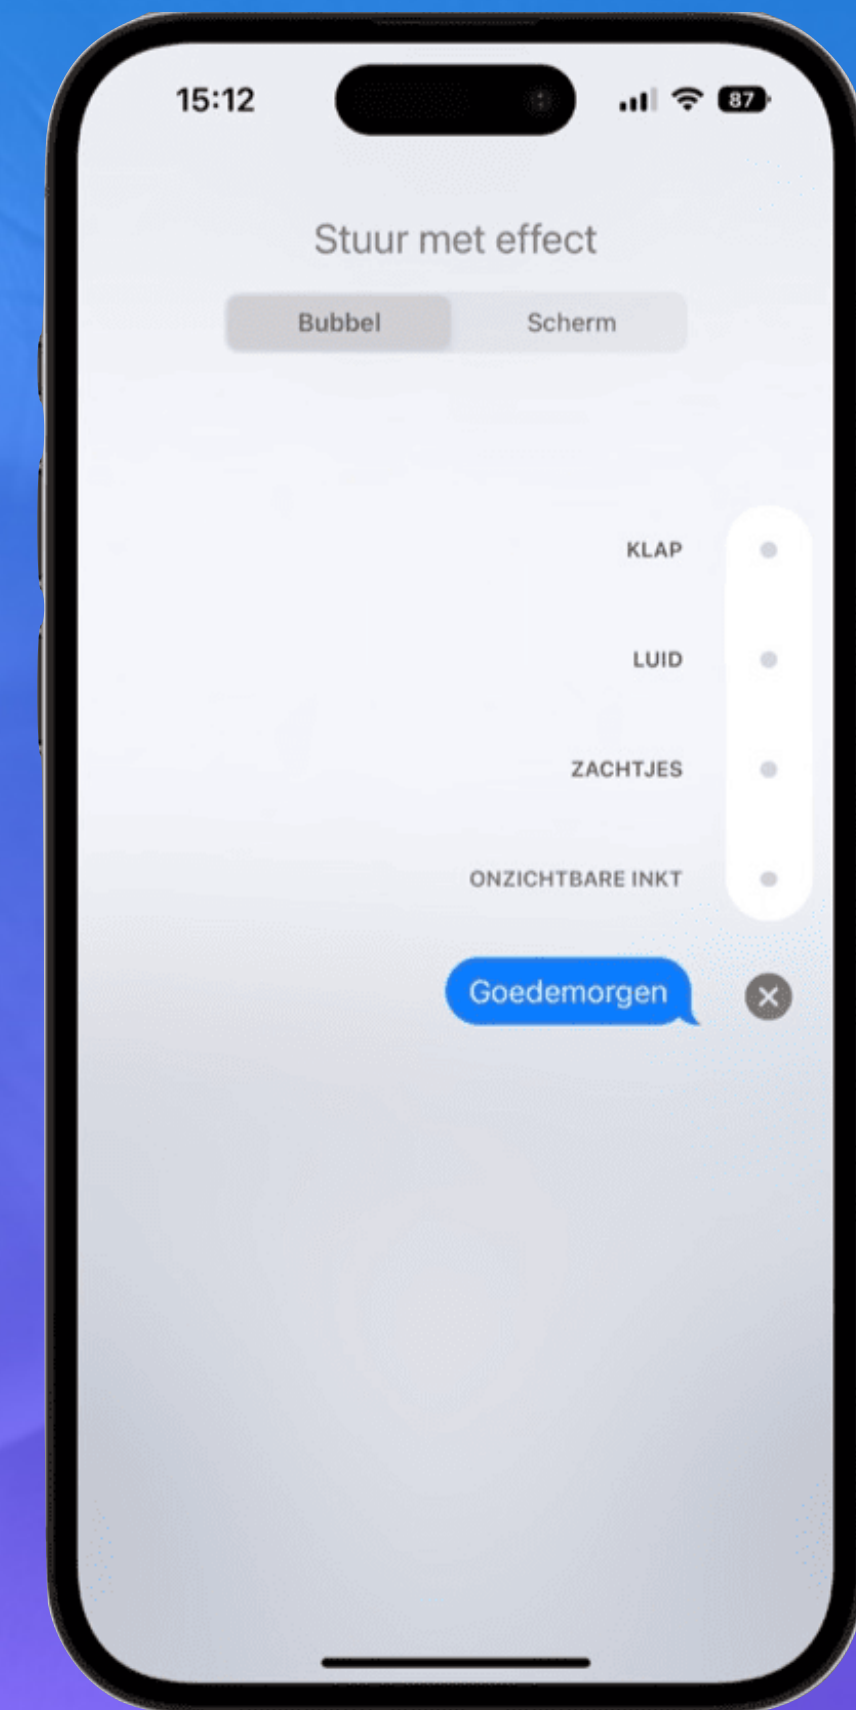 15:12
87
Stuur met effect
Bubbel
Scherm
KLAP
LUID
ZACHTJES
ONZICHTBARE INKT
Goedemorgen